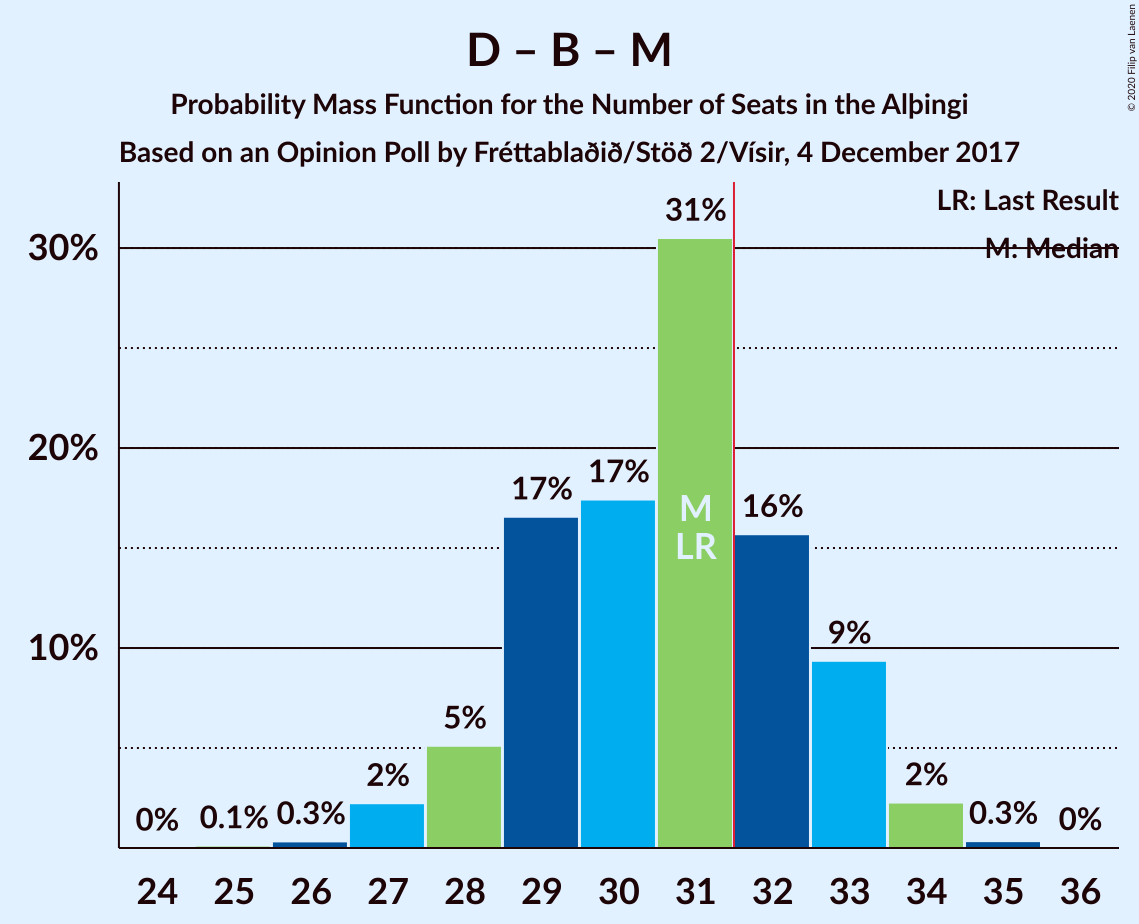 D – B – M
Probability Mass Function for the Number of Seats in the Alþingi
Based on an Opinion Poll by Fréttablaðið/Stöð 2/Vísir, 4 December 2017
© 2020 Filip van Laenen
LR: Last Result
M: Median
30%
20%
10%
0%
0.1%
0.3%
2%
5%
17%
17%
31%
M
LR
16%
9%
2%
0.3%
0%
24 25 26 27 28 29 30 31 32 33 34 35 36